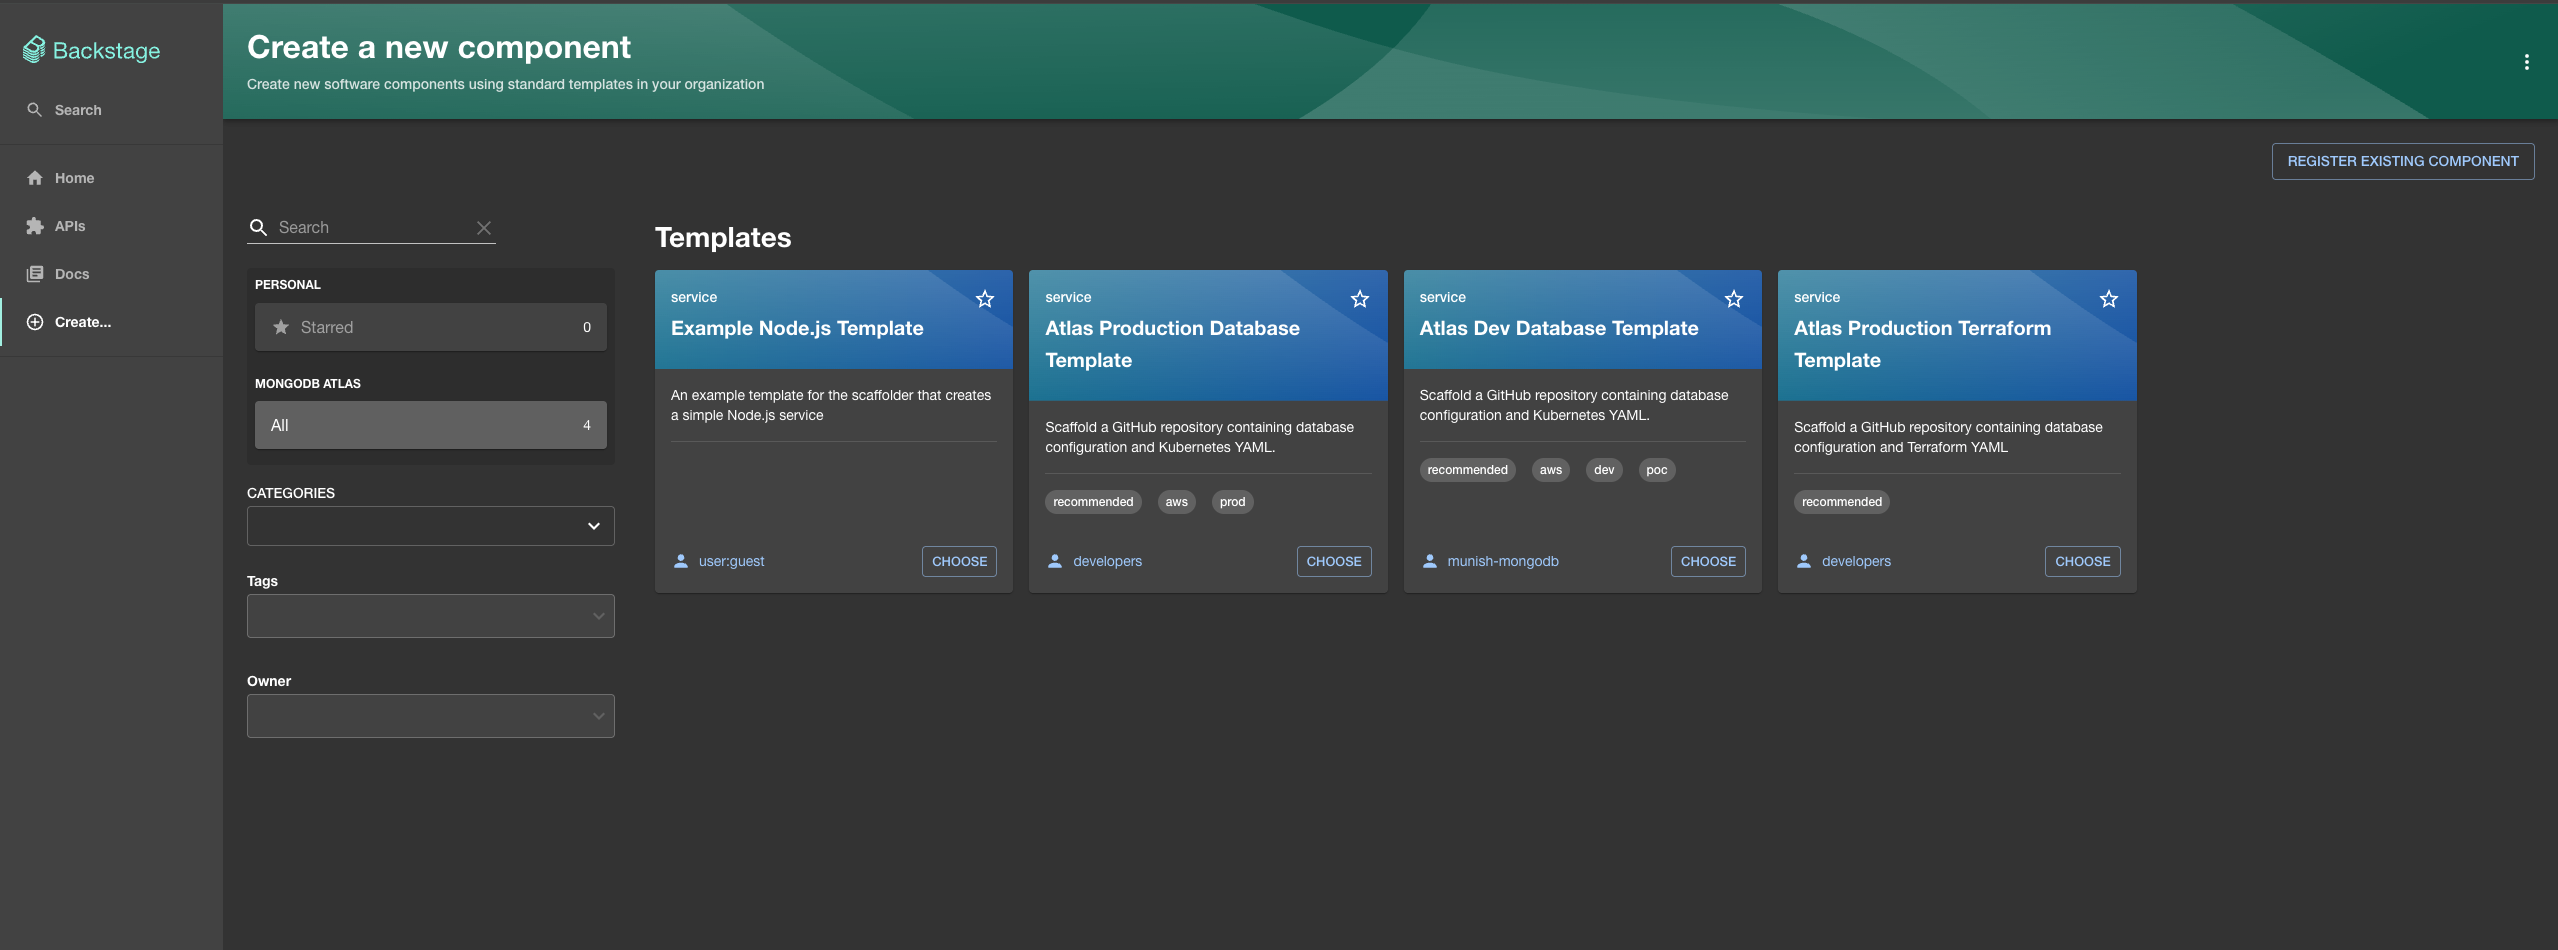 Backstage
Search
Home
APIs
Docs
Create...
Create a new component
Create new software components using standard templates in your organization
REGISTER EXISTING COMPONENT
Search
PERSONAL
Starred 0
MONGODB ATLAS
All 4
CATEGORIES
Tags
Owner
Templates
service
Example Node.js Template
An example template for the scaffolder that creates
a simple Node.js service
user:guest
CHOOSE
service
Atlas Production Database
Template
Scaffold a GitHub repository containing database
configuration and Kubernetes YAML.
recommended aws prod
developers
CHOOSE
service
Atlas Dev Database Template
Scaffold a GitHub repository containing database
configuration and Kubernetes YAML.
recommended aws dev poc
munish-mongodb
CHOOSE
service
Atlas Production Terraform
Template
Scaffold a GitHub repository containing database
configuration and Terraform YAML
recommended
developers
CHOOSE